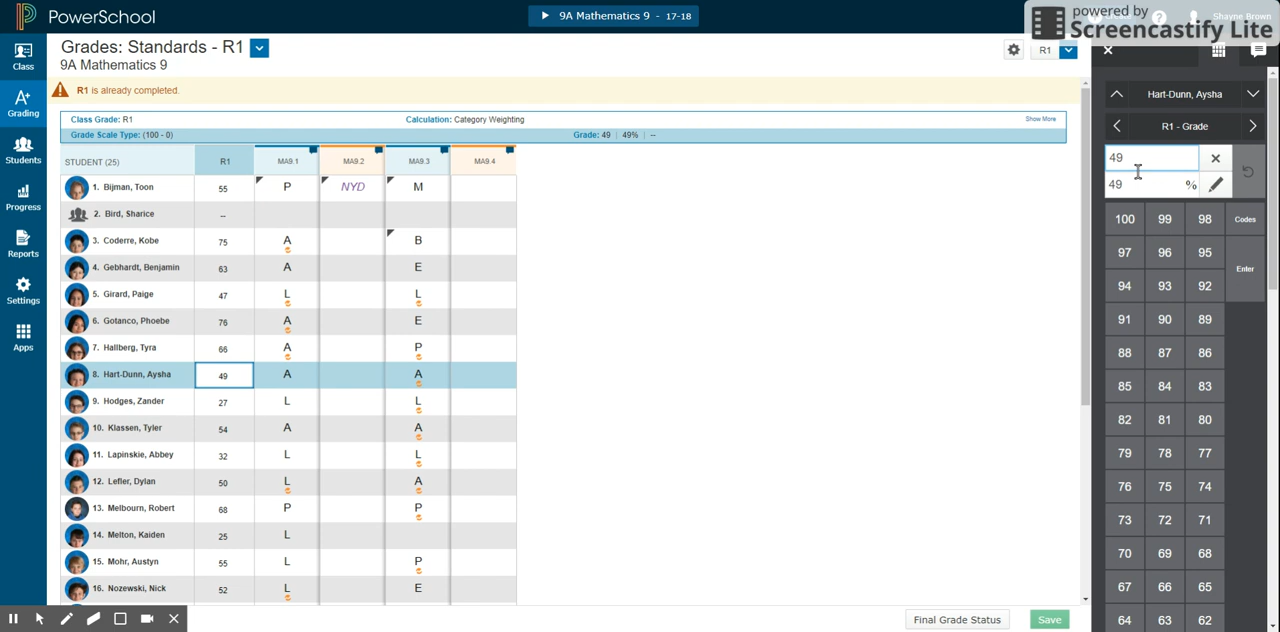 PowerSchool
9A Mathematics 9 - 17-18
powered by
Screencastify Lite
Shayne Brown
Class
Grading
Students
Progress
Reports
Settings
Apps
Grades: Standards - R1
9A Mathematics 9
R1
R1 is already completed.
Class Grade: R1 Calculation: Category Weighting Show More
Grade Scale Type: (100 - 0) Grade: 49 | 49% | --
STUDENT (25) R1 MA9.1 MA9.2 MA9.3 MA9.4
1. Bijman, Toon 55 P NYD M
2. Bird, Sharice --
3. Coderre, Kobe 75 A B
4. Gebhardt, Benjamin 63 A E
5. Girard, Paige 47 L L
6. Gotanco, Phoebe 76 A E
7. Hallberg, Tyra 66 A P
8. Hart-Dunn, Aysha 49 A A
9. Hodges, Zander 27 L L
10. Klassen, Tyler 54 A A
11. Lapinskie, Abbey 32 L L
12. Lefler, Dylan 50 L A
13. Melbourn, Robert 68 P P
14. Melton, Kaiden 25 L
15. Mohr, Austyn 55 L P
16. Nozewski, Nick 52 L E
Final Grade Status
Save
Hart-Dunn, Aysha
R1 - Grade
49
49 %
100 99 98 Codes
97 96 95 Enter
94 93 92
91 90 89
88 87 86
85 84 83
82 81 80
79 78 77
76 75 74
73 72 71
70 69 68
67 66 65
64 63 62